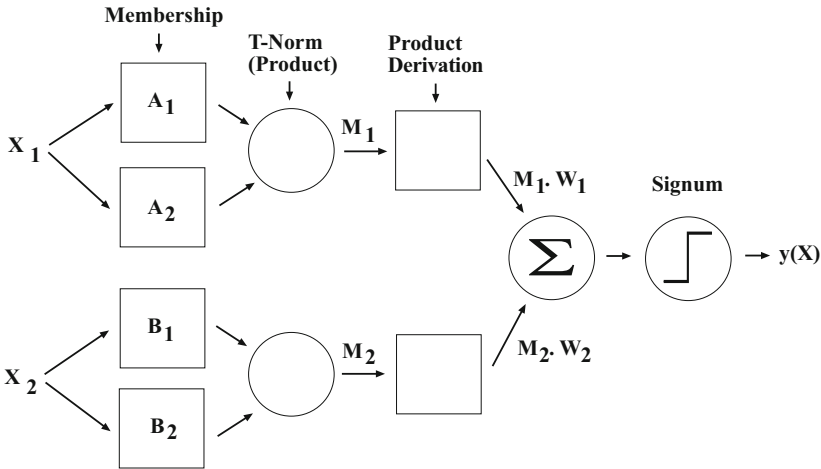 Membership
T-Norm
(Product)
Product
Derivation
X₁
A₁
A₂
M₁
M₁. W₁
Signum
Σ
y(X)
X₂
B₁
B₂
M₂
M₂. W₂